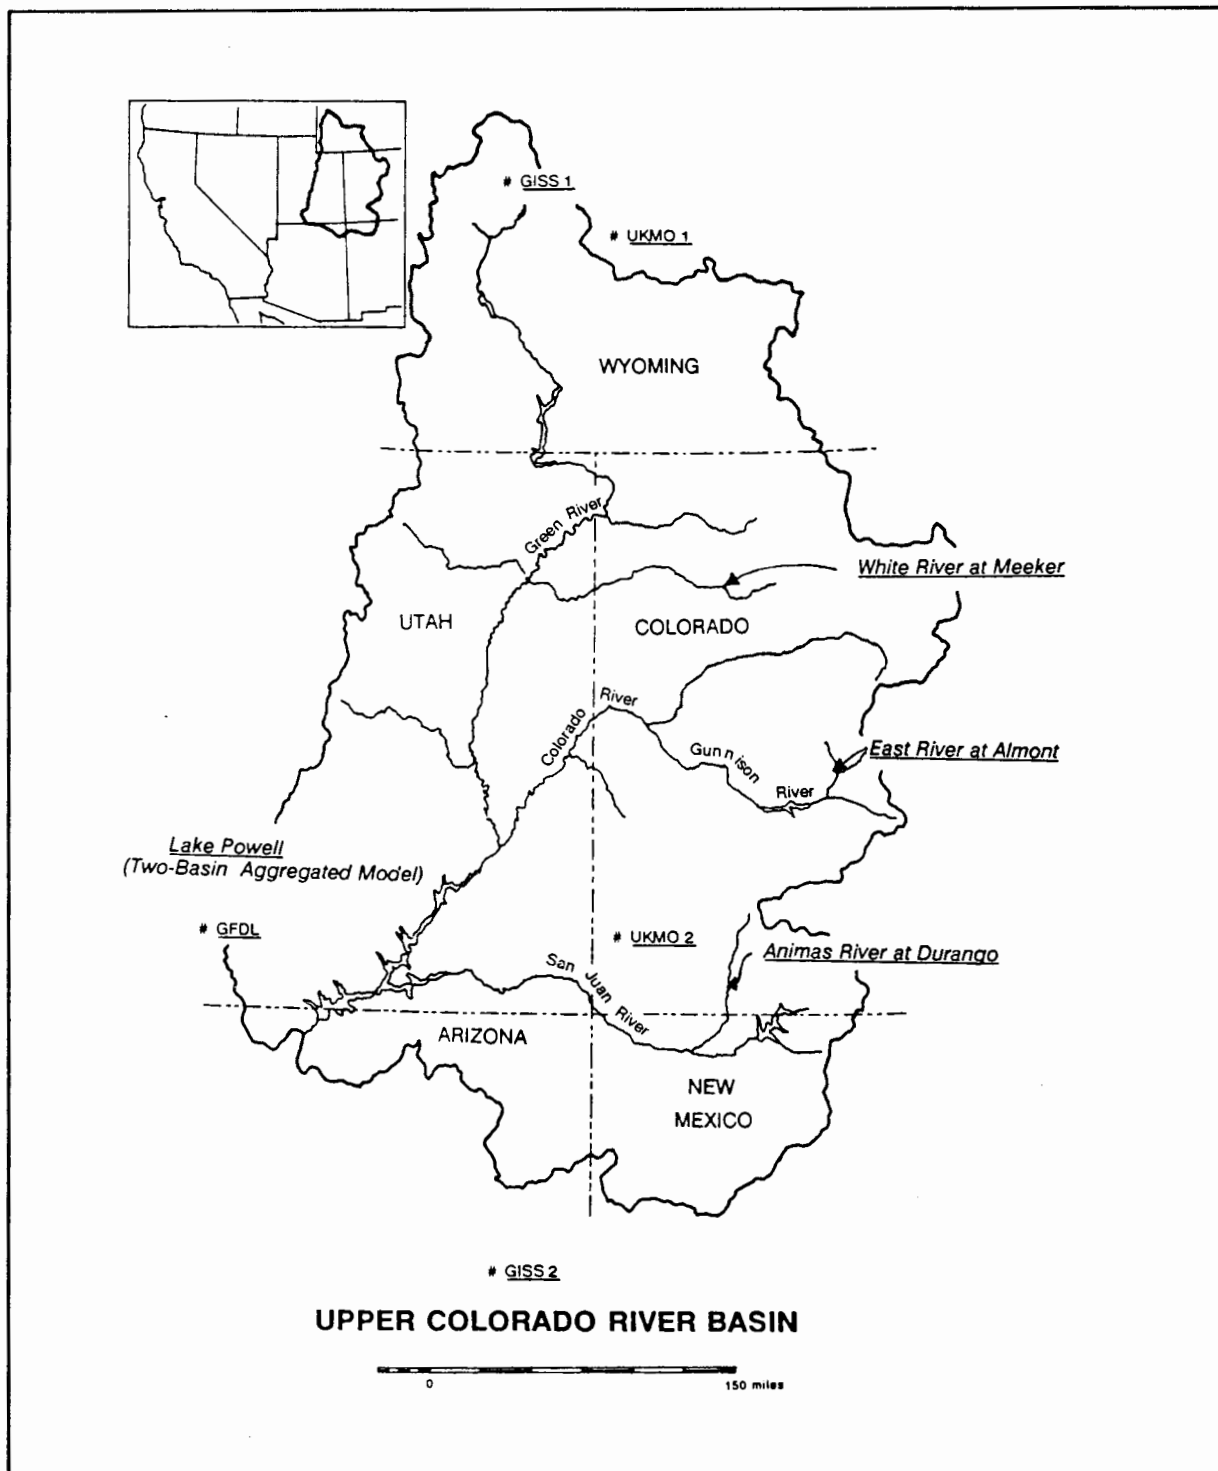 # GISS 1
# UKMO 1
WYOMING
Green River
White River at Meeker
UTAH
COLORADO
Colorado River
Gunnison River
East River at Almont
Lake Powell
(Two-Basin Aggregated Model)
# GFDL
# UKMO 2
San Juan River
Animas River at Durango
ARIZONA
NEW
MEXICO
# GISS 2
UPPER COLORADO RIVER BASIN
0 150 miles